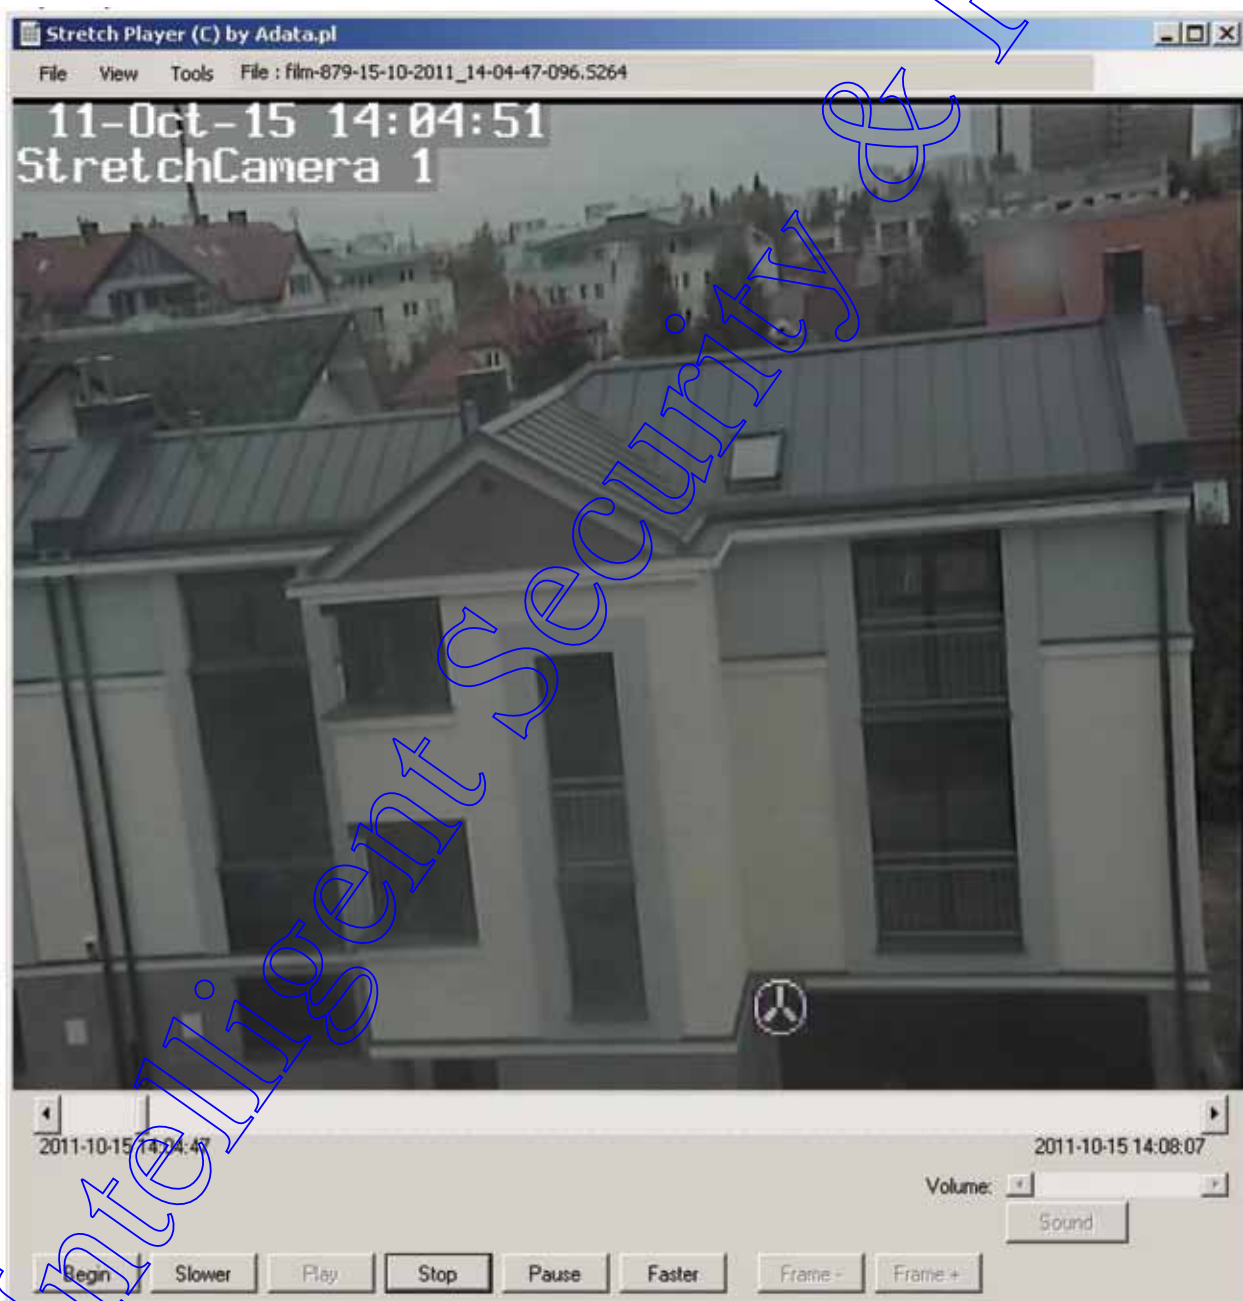 Stretch Player (C) by Adata.pl
File View Tools File : film-879-15-10-2011_14-04-47-096.S264
11-Oct-15 14:04:51
StretchCamera 1
2011-10-15 14:04:47 2011-10-15 14:08:07
Volume:
Sound
Begin Slower Play Stop Pause Faster Frame - Frame +
Intelligent Security &